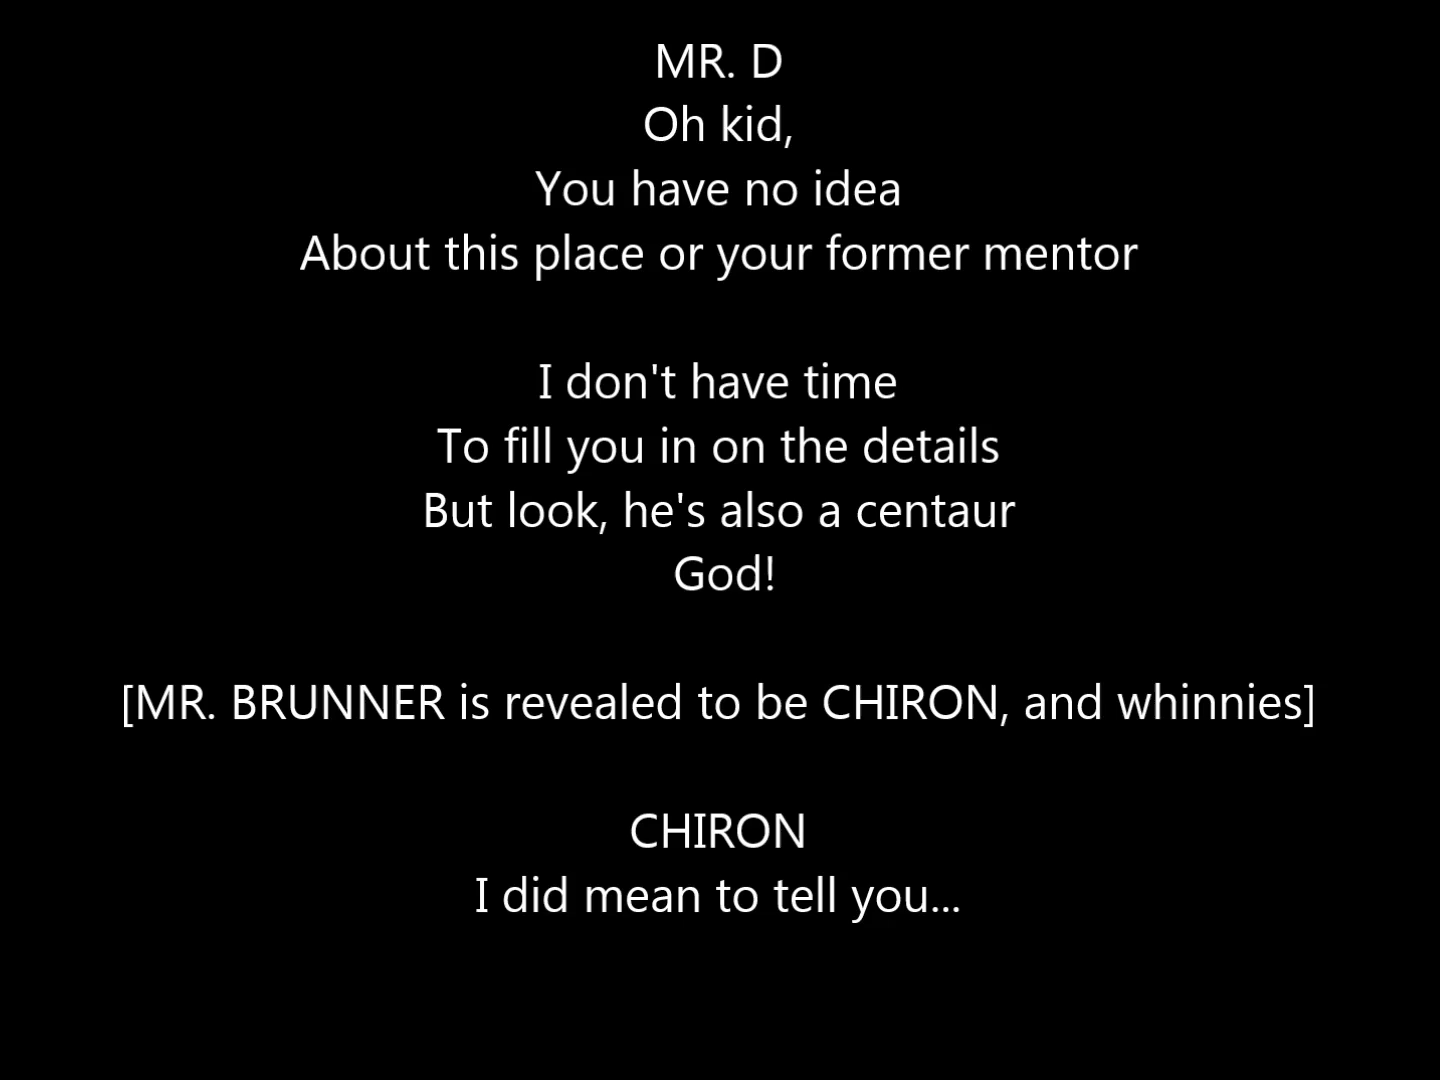 MR. D
Oh kid,
You have no idea
About this place or your former mentor
I don't have time
To fill you in on the details
But look, he's also a centaur
God!
[MR. BRUNNER is revealed to be CHIRON, and whinnies]
CHIRON
I did mean to tell you...